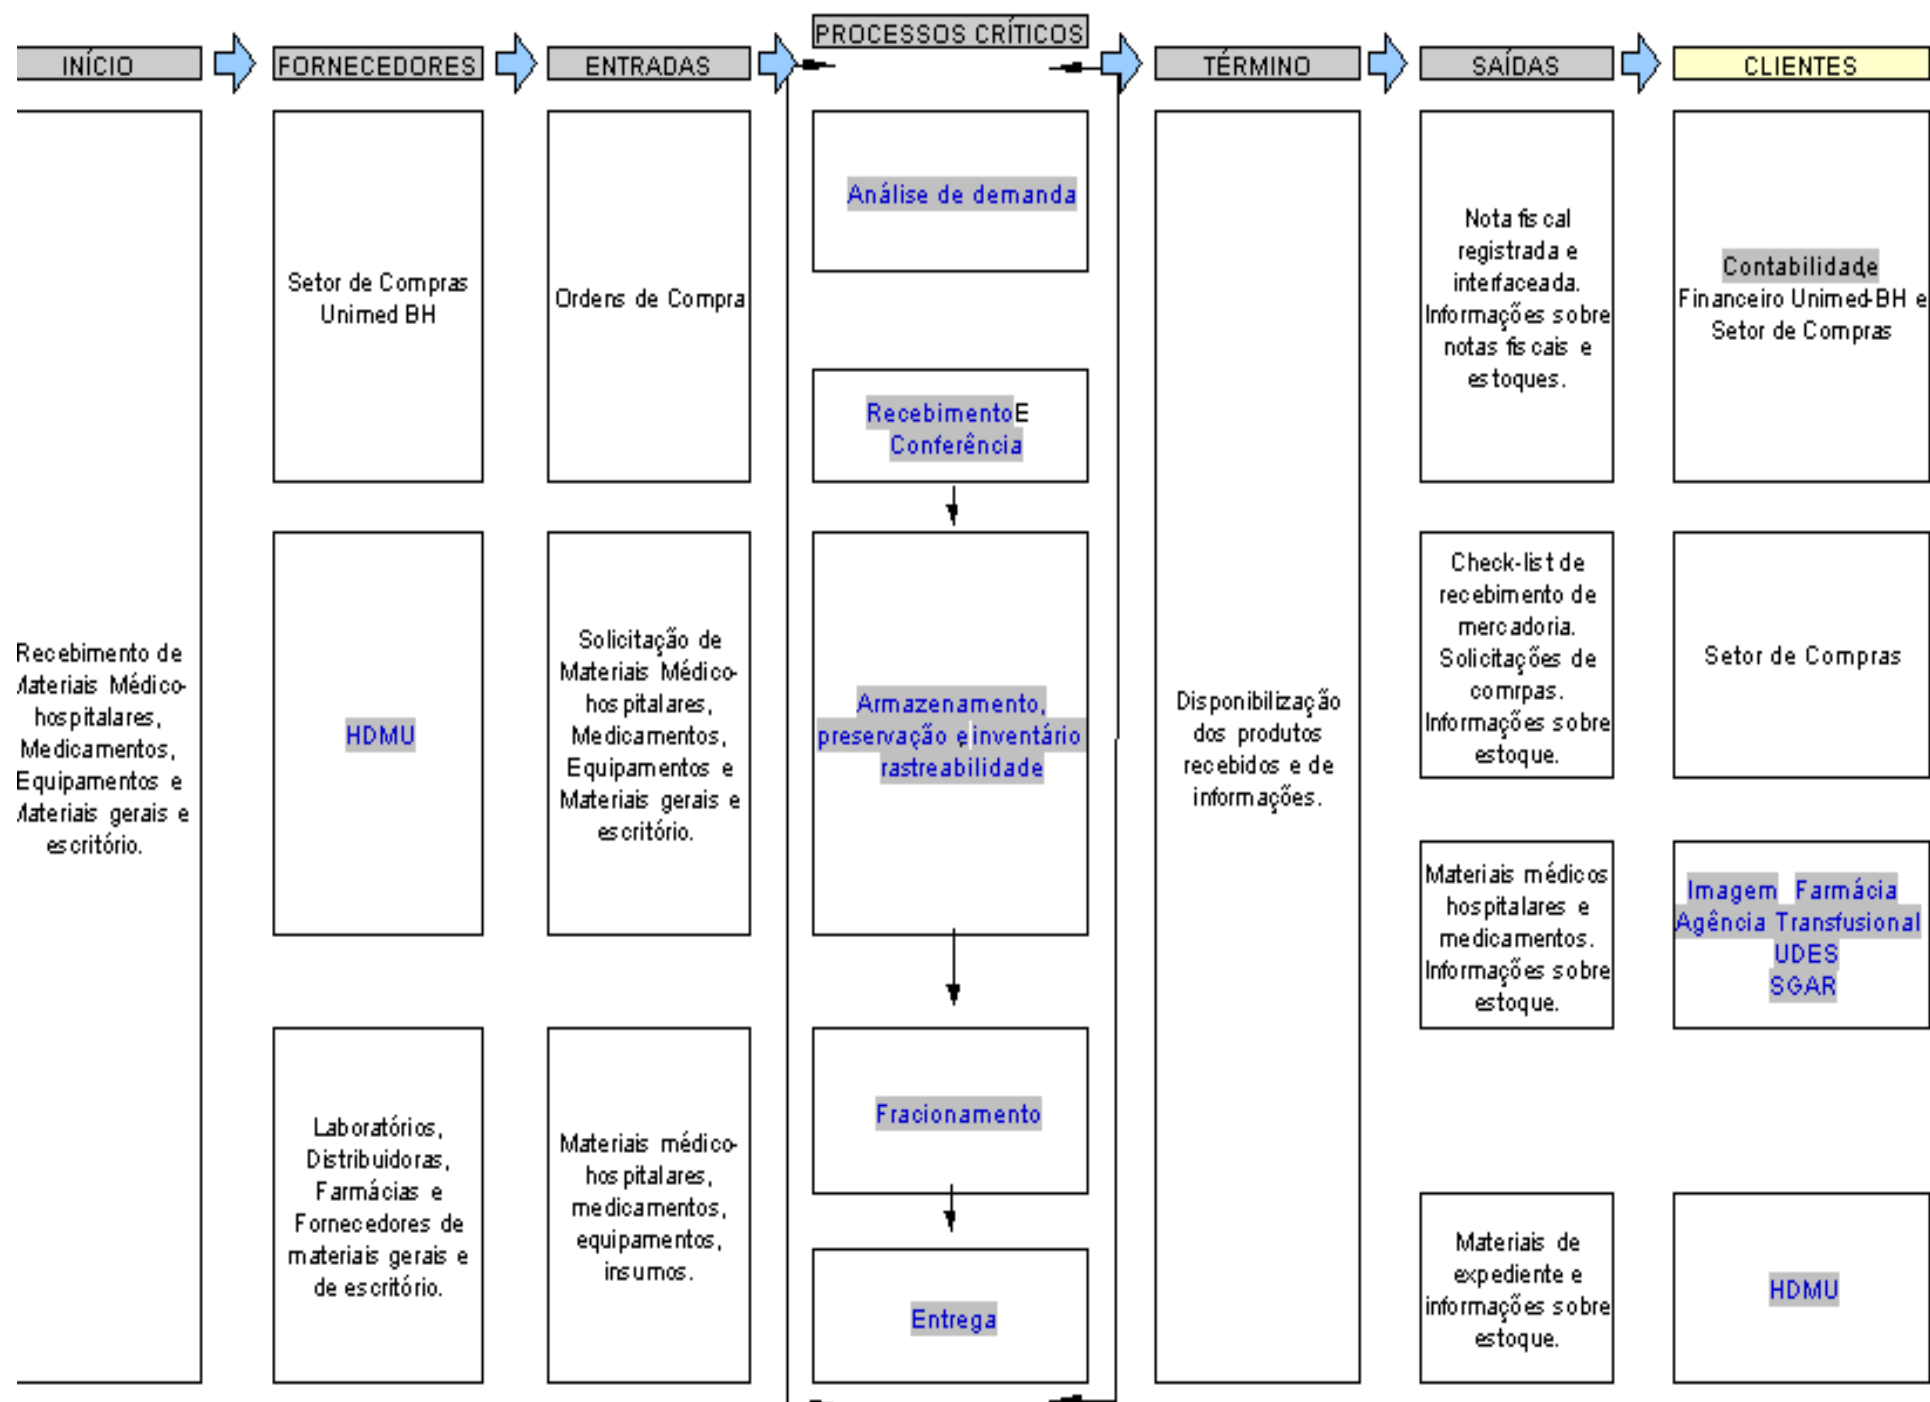 INÍCIO
FORNECEDORES
ENTRADAS
PROCESSOS CRÍTICOS
TÉRMINO
SAÍDAS
CLIENTES
Recebimento de
Materiais Médico-
hospitalares,
Medicamentos,
Equipamentos e
Materiais gerais e
escritório.
Setor de Compras
Unimed BH
HDMU
Laboratórios,
Distribuidoras,
Farmácias e
Fornecedores de
materiais gerais e
de escritório.
Ordens de Compra
Solicitação de
Materiais Médico-
hospitalares,
Medicamentos,
Equipamentos e
Materiais gerais e
escritório.
Materiais médico-
hospitalares,
medicamentos,
equipamentos,
insumos.
Análise de demanda
Recebimento E
Conferência
Armazenamento,
preservação e inventário
rastreabilidade
Fracionamento
Entrega
Disponibilização
dos produtos
recebidos e de
informações.
Nota fiscal
registrada e
interfaceada.
Informações sobre
notas fiscais e
estoques.
Check-list de
recebimento de
mercadoria.
Solicitações de
comrpas.
Informações sobre
estoque.
Materiais médicos
hospitalares e
medicamentos.
Informações sobre
estoque.
Materiais de
expediente e
informações sobre
estoque.
Contabilidade,
Financeiro Unimed-BH e
Setor de Compras
Setor de Compras
Imagem Farmácia
Agência Transfusional
UDES
SGAR
HDMU